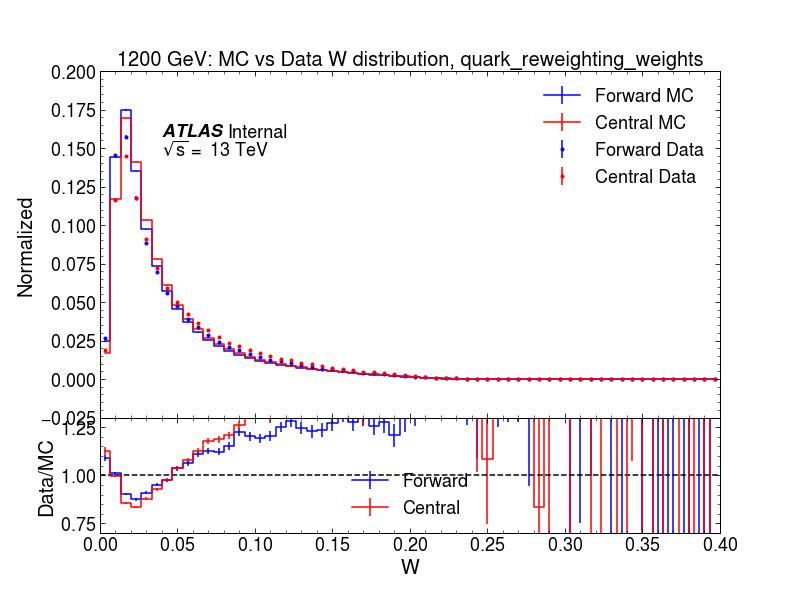 1200 GeV: MC vs Data W distribution, quark_reweighting_weights
0.200
0.175
0.150
0.125
0.100
0.075
0.050
0.025
0.000
−0.025
Normalized
ATLAS Internal
√s = 13 TeV
Forward MC
Central MC
Forward Data
Central Data
1.25
1.00
0.75
Data/MC
Forward
Central
0.00 0.05 0.10 0.15 0.20 0.25 0.30 0.35 0.40
W